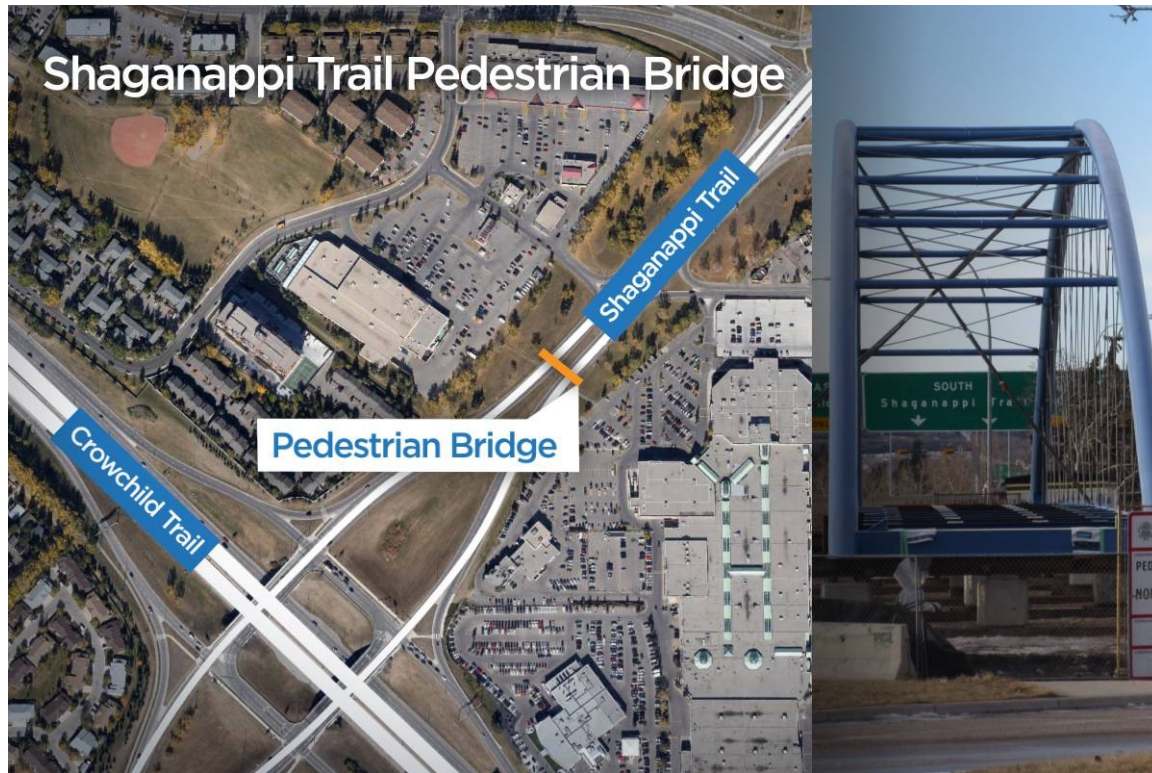 Shaganappi Trail Pedestrian Bridge
Shaganappi Trail
Pedestrian Bridge
Crowchild Trail
SOUTH
Shaganappi Trail